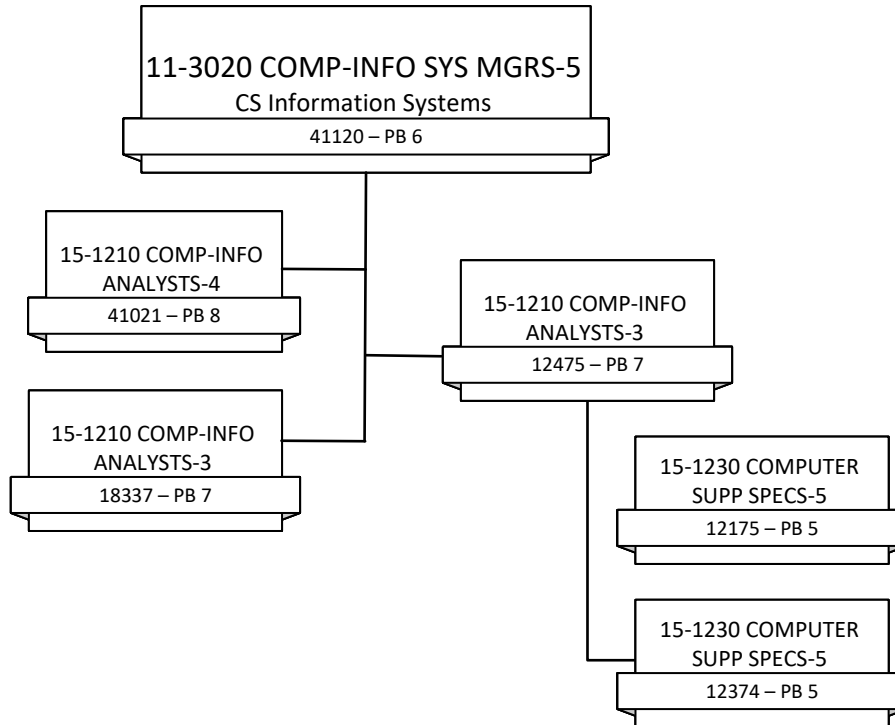 11-3020 COMP-INFO SYS MGRS-5
CS Information Systems
41120 – PB 6
15-1210 COMP-INFO
ANALYSTS-4
41021 – PB 8
15-1210 COMP-INFO
ANALYSTS-3
12475 – PB 7
15-1210 COMP-INFO
ANALYSTS-3
18337 – PB 7
15-1230 COMPUTER
SUPP SPECS-5
12175 – PB 5
15-1230 COMPUTER
SUPP SPECS-5
12374 – PB 5